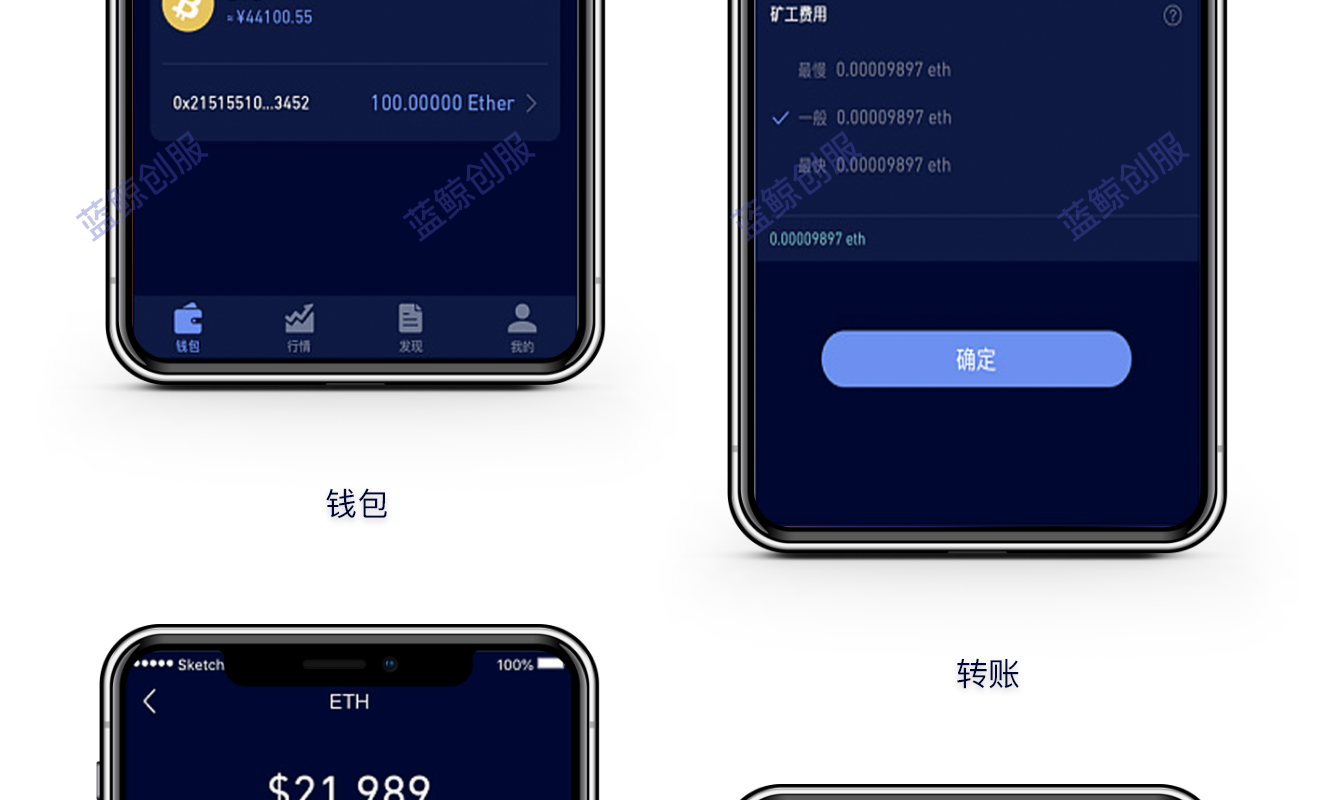 ≈ ¥44100.55
0x21515510...3452
100.00000 Ether
钱包
行情
发现
我的
钱包
矿工费用
?
最慢 0.00009897 eth
一般 0.00009897 eth
最快 0.00009897 eth
0.00009897 eth
确定
转账
Sketch
100%
ETH
$21,989
蓝鲸创服
蓝鲸创服
蓝鲸创服
蓝鲸创服